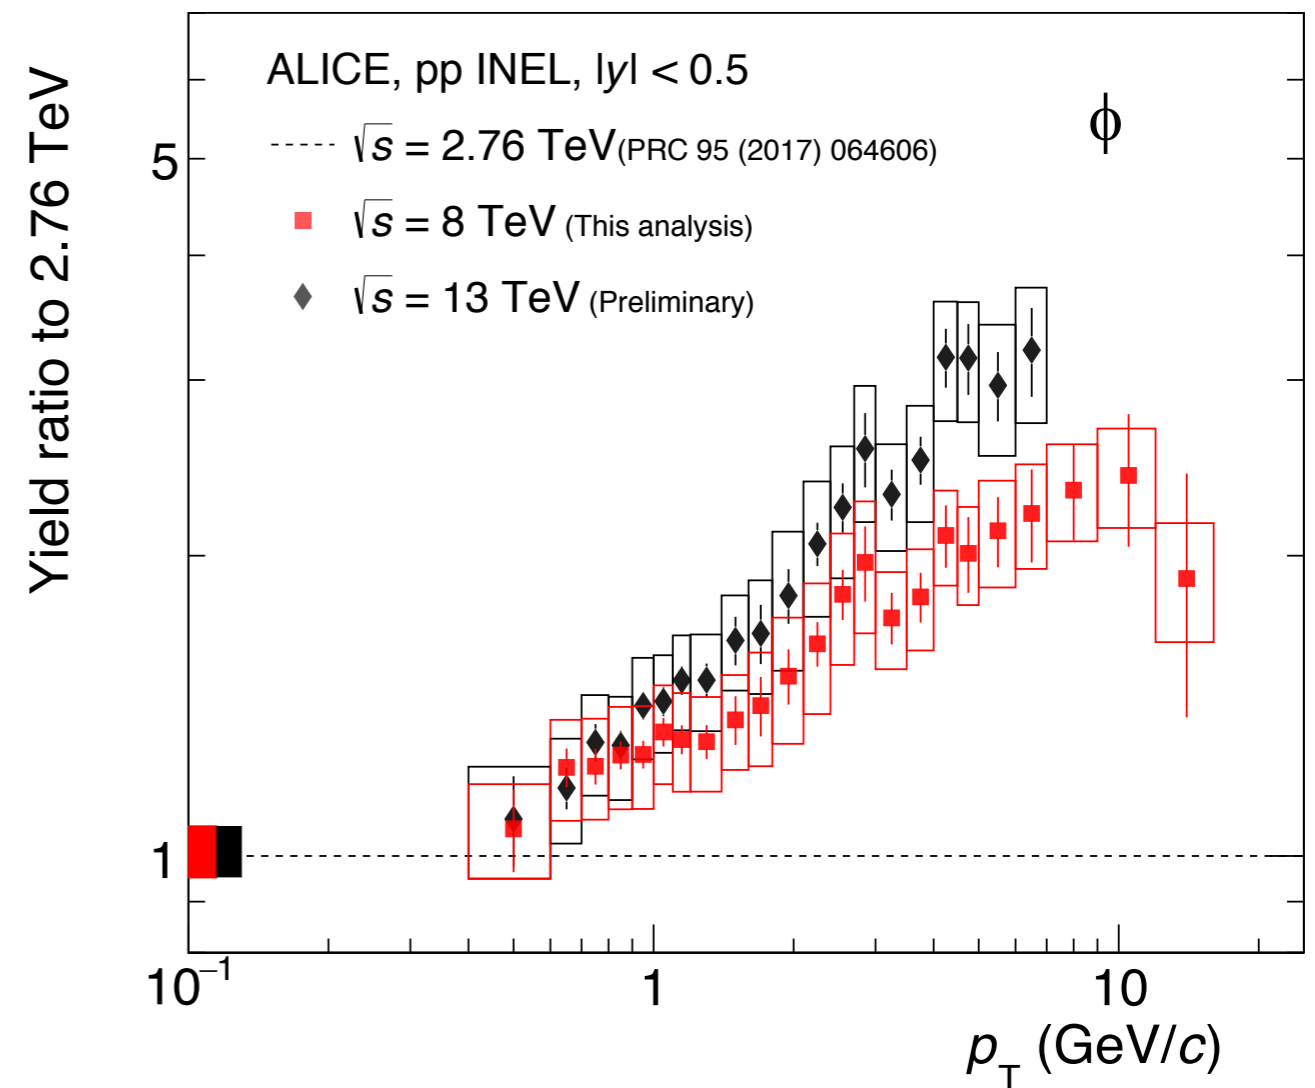 Yield ratio to 2.76 TeV
ALICE, pp INEL, |y| < 0.5
ϕ
√s = 2.76 TeV(PRC 95 (2017) 064606)
5
√s = 8 TeV (This analysis)
√s = 13 TeV (Preliminary)
1
10⁻¹
1
10
p_T (GeV/c)